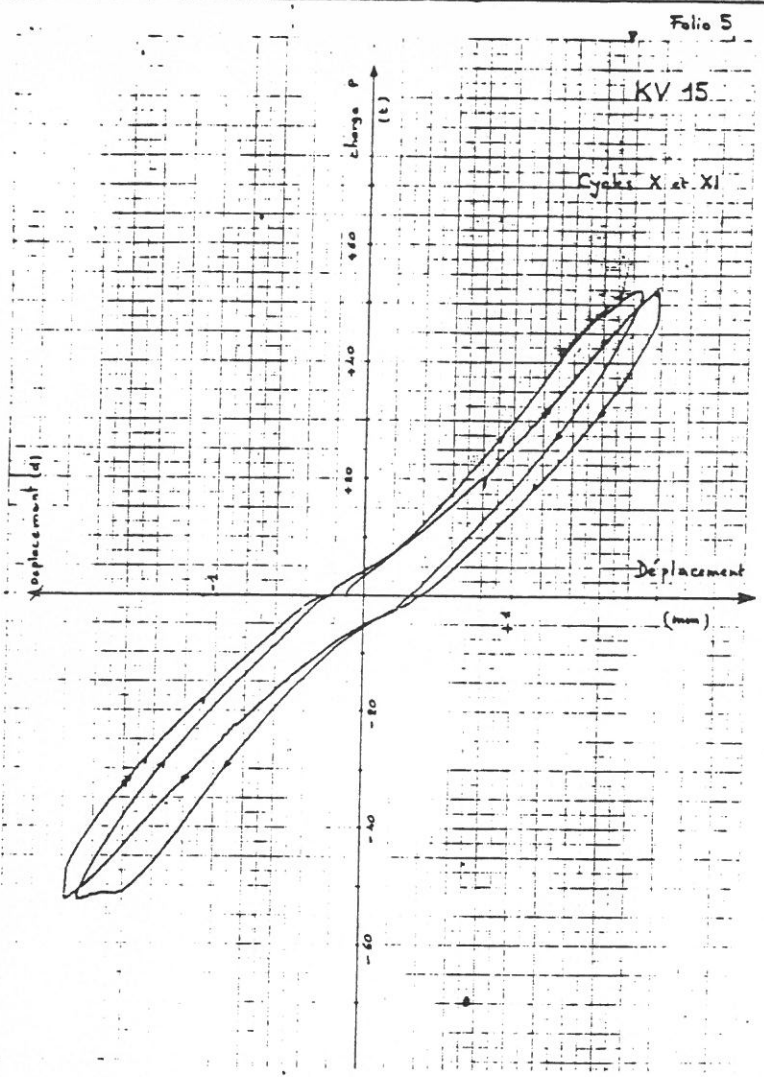 Folio 5
KV 15
charge P
(t)
Cycles X et XI
+60
+40
+20
Déplacement (d)
-1
Déplacement
(mm)
+1
-20
-40
-60